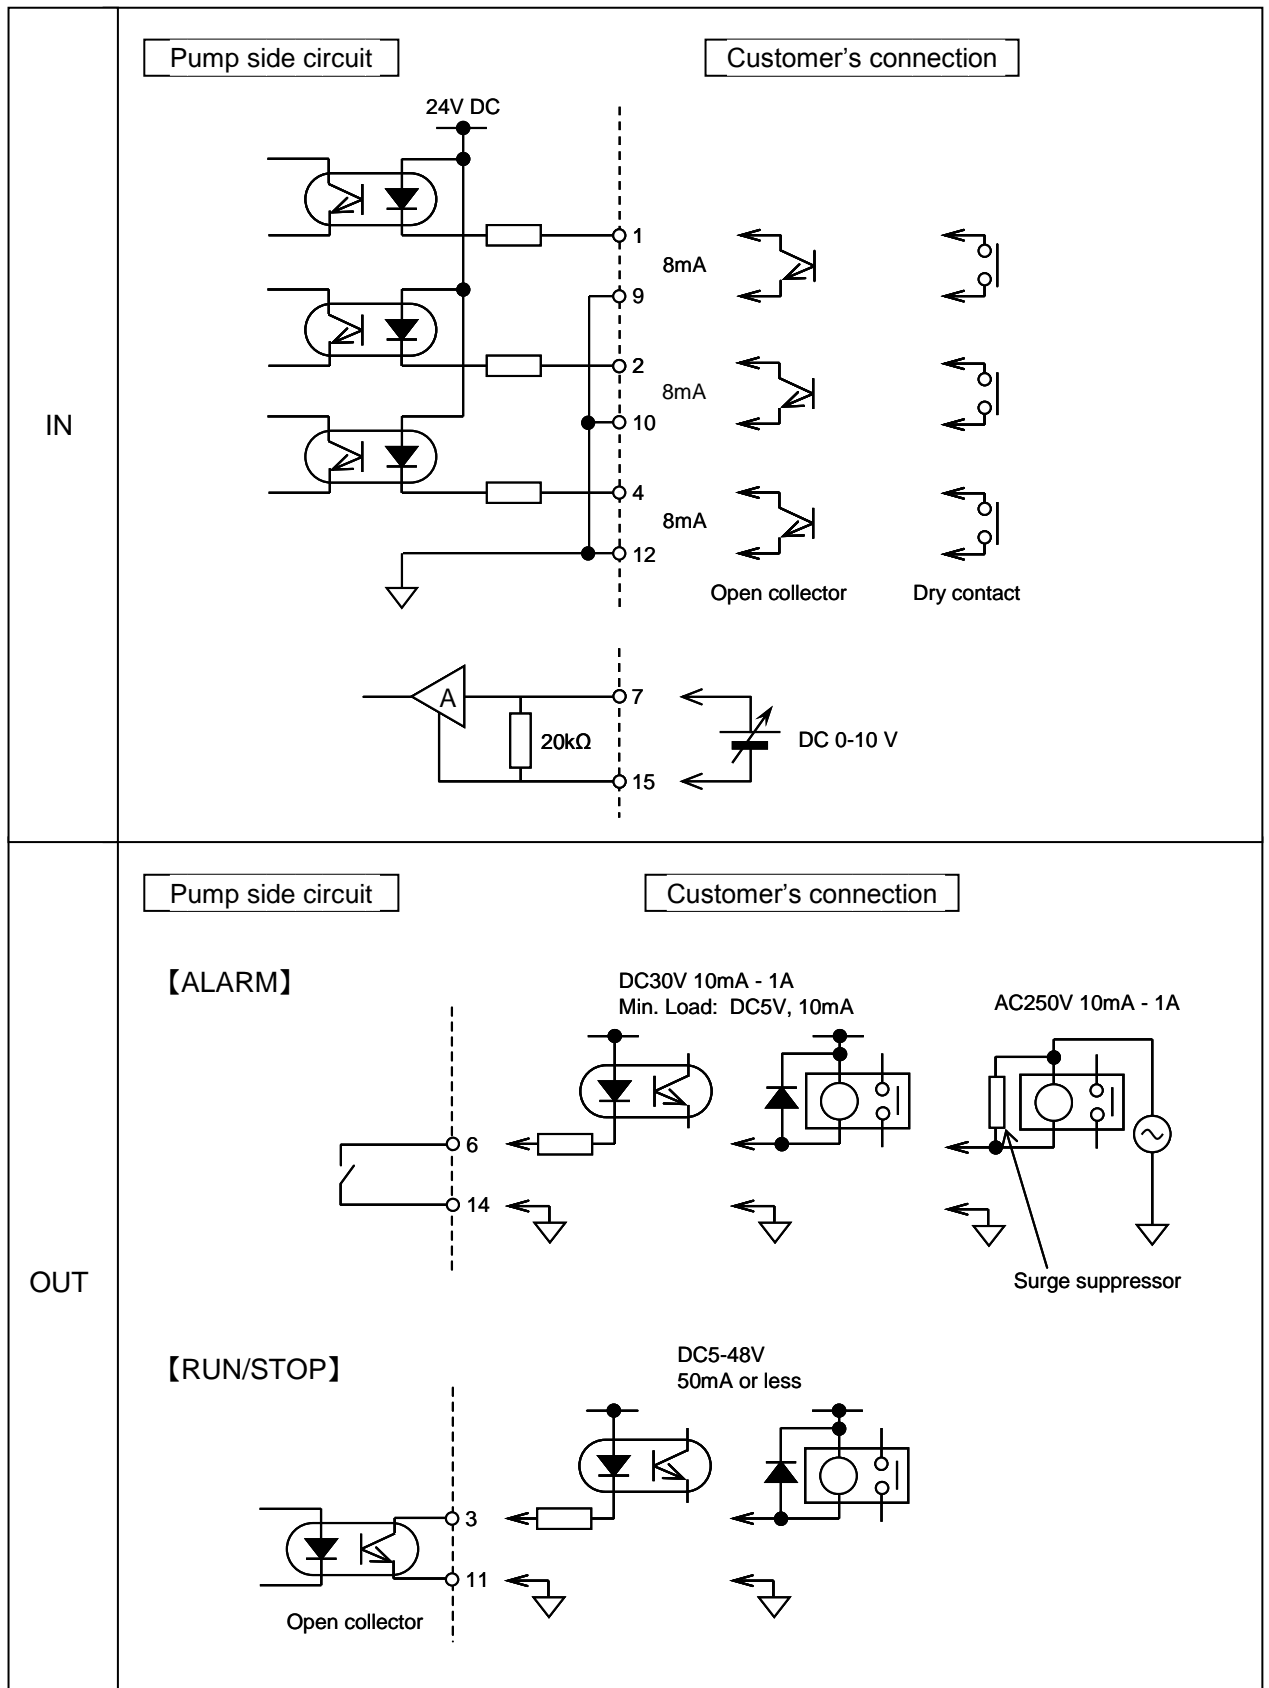 IN
Pump side circuit
Customer's connection
24V DC
1
8mA
9
2
8mA
10
4
8mA
12
Open collector
Dry contact
A
7
20kΩ
DC 0-10 V
15
OUT
Pump side circuit
Customer's connection
【ALARM】
DC30V 10mA - 1A
Min. Load: DC5V, 10mA
AC250V 10mA - 1A
6
14
Surge suppressor
【RUN/STOP】
DC5-48V
50mA or less
3
11
Open collector